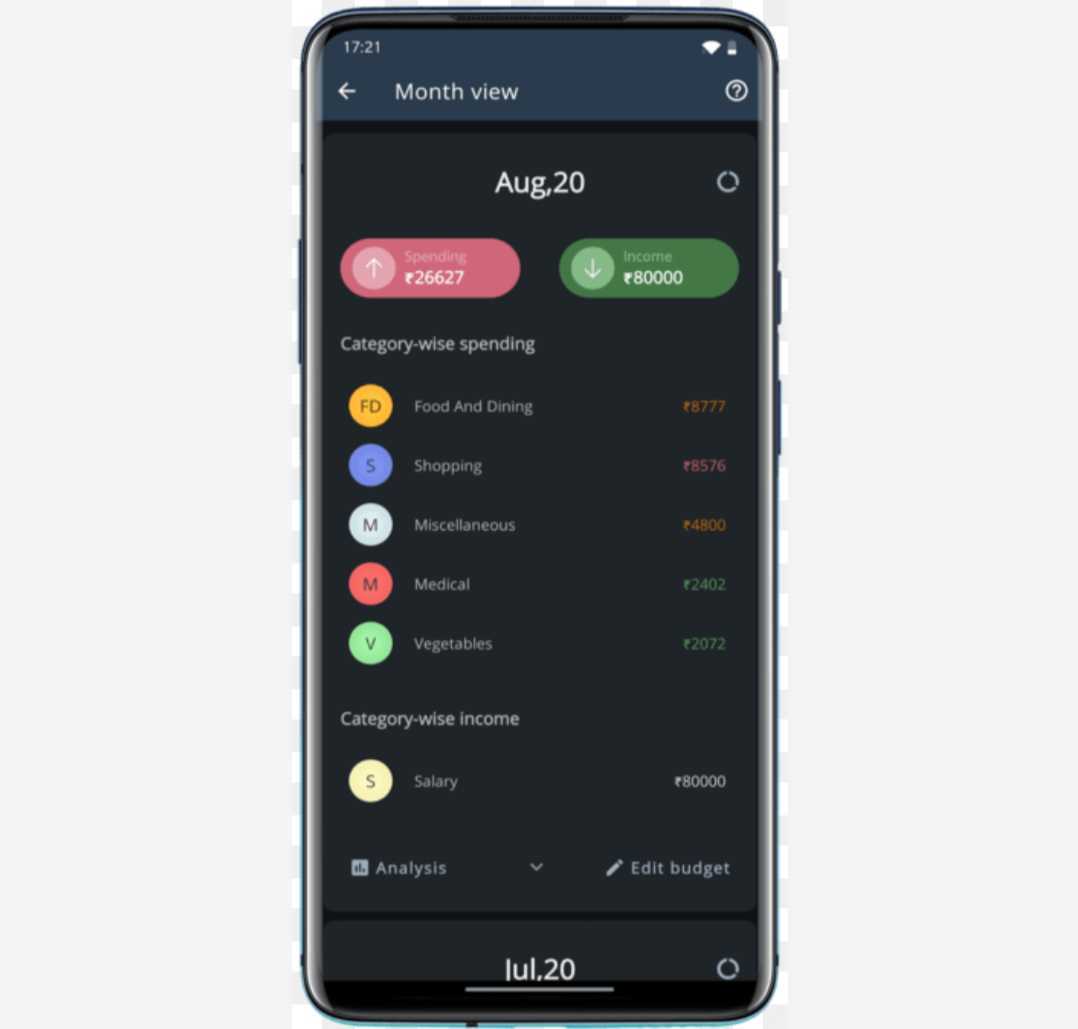 17:21
Month view
Aug,20
Spending
₹26627
Income
₹80000
Category-wise spending
FD Food And Dining ₹8777
S Shopping ₹8576
M Miscellaneous ₹4800
M Medical ₹2402
V Vegetables ₹2072
Category-wise income
S Salary ₹80000
Analysis Edit budget
Jul,20